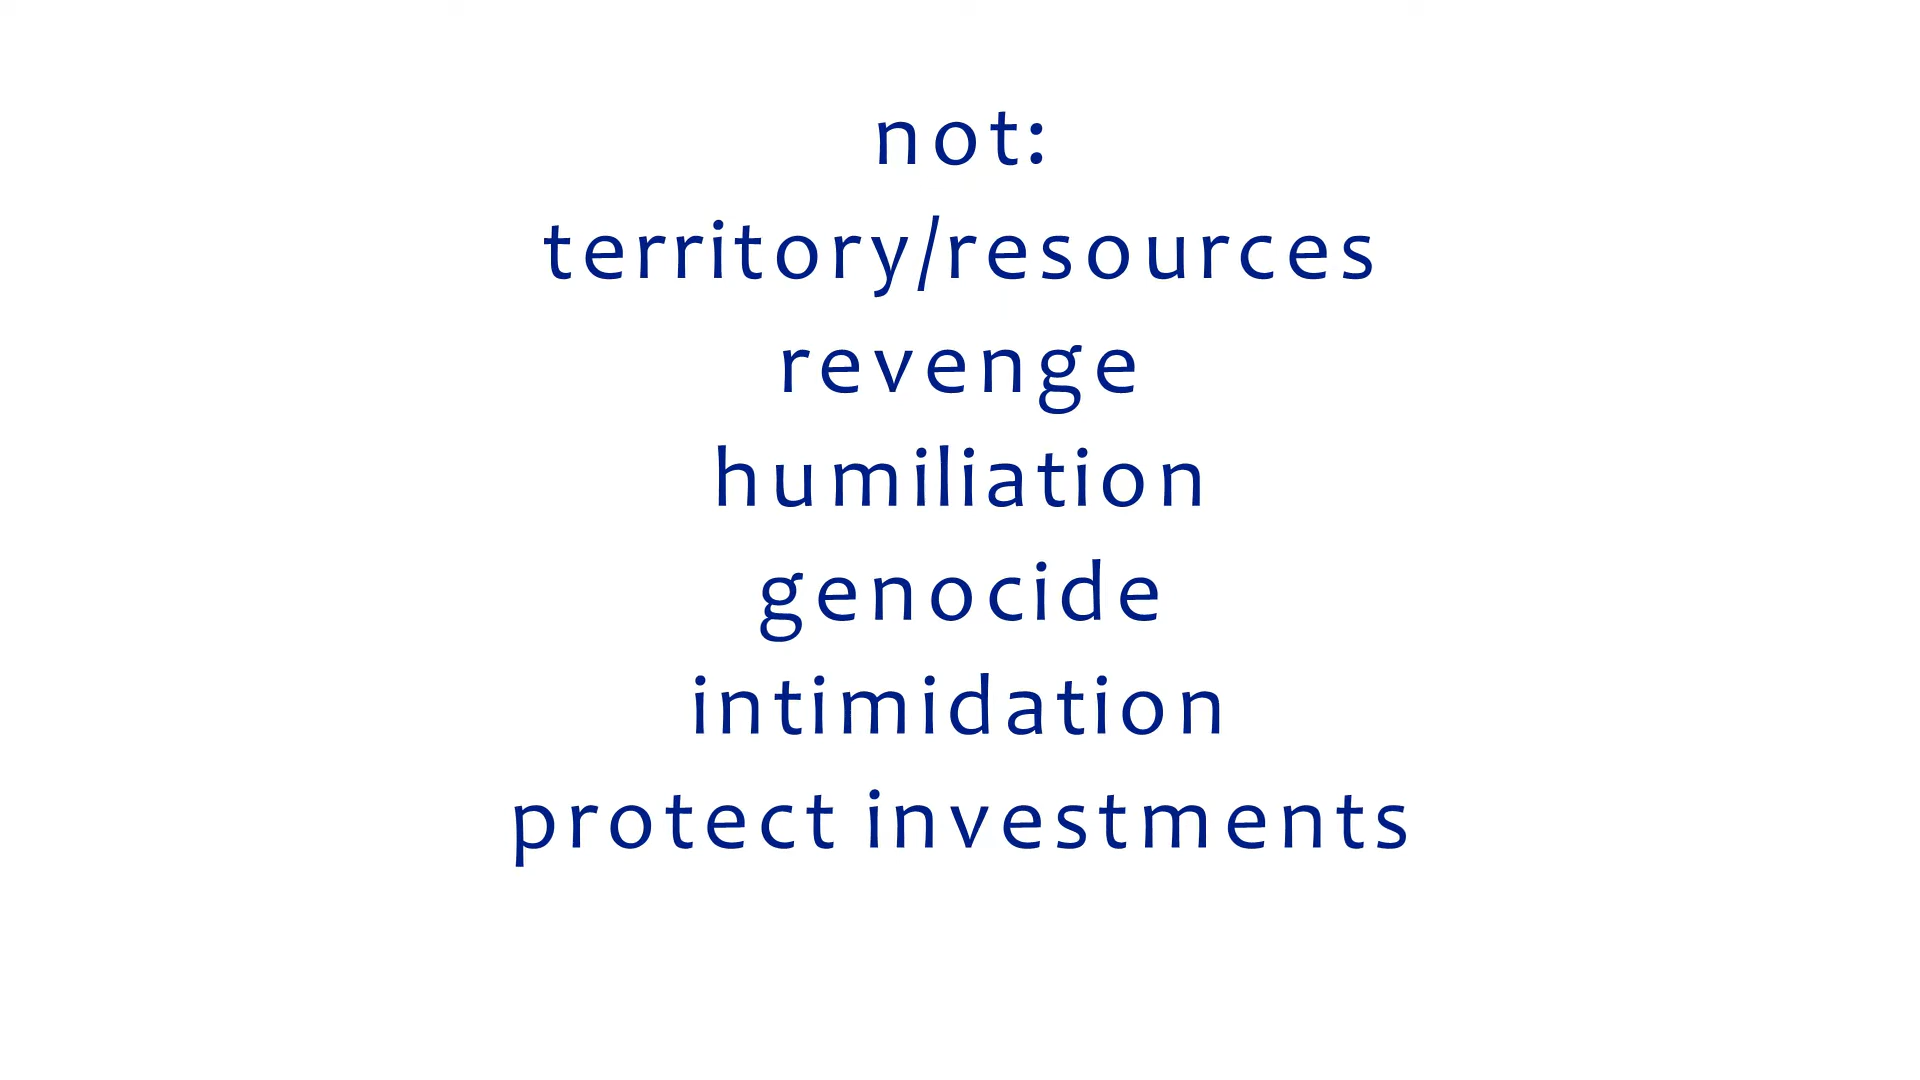 not:
territory/resources
revenge
humiliation
genocide
intimidation
protect investments